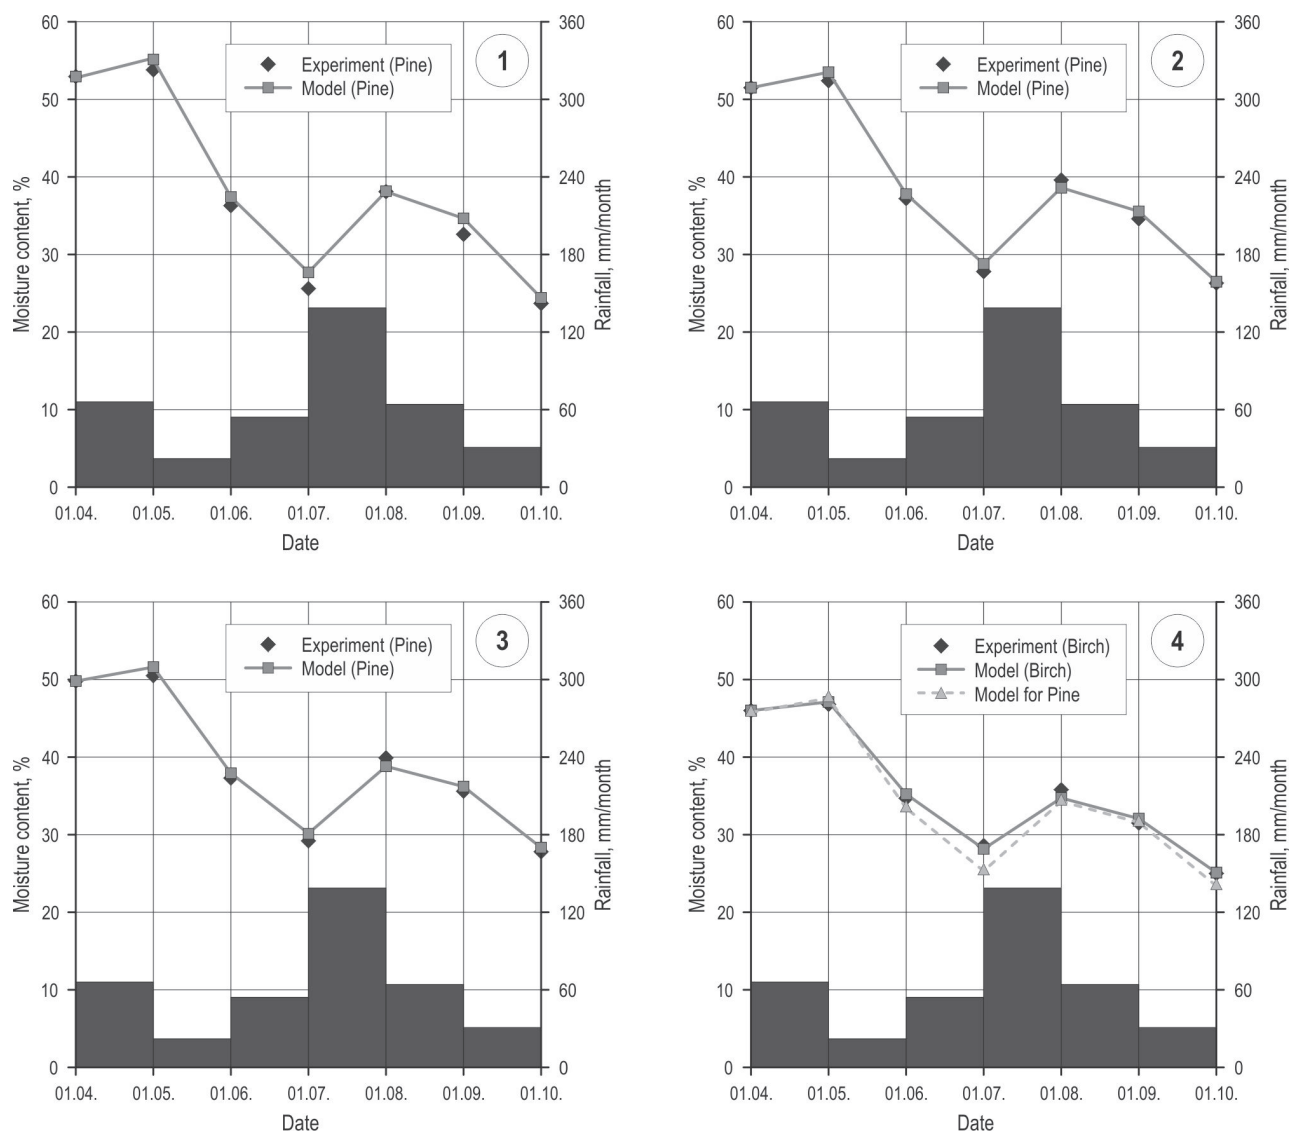 60
50
40
30
20
10
0
Moisture content, %
360
300
240
180
120
60
0
Rainfall, mm/month
Experiment (Pine)
Model (Pine)
1
01.04. 01.05. 01.06. 01.07. 01.08. 01.09. 01.10.
Date
60
50
40
30
20
10
0
Moisture content, %
360
300
240
180
120
60
0
Rainfall, mm/month
Experiment (Pine)
Model (Pine)
2
01.04. 01.05. 01.06. 01.07. 01.08. 01.09. 01.10.
Date
60
50
40
30
20
10
0
Moisture content, %
360
300
240
180
120
60
0
Rainfall, mm/month
Experiment (Pine)
Model (Pine)
3
01.04. 01.05. 01.06. 01.07. 01.08. 01.09. 01.10.
Date
60
50
40
30
20
10
0
Moisture content, %
360
300
240
180
120
60
0
Rainfall, mm/month
Experiment (Birch)
Model (Birch)
Model for Pine
4
01.04. 01.05. 01.06. 01.07. 01.08. 01.09. 01.10.
Date